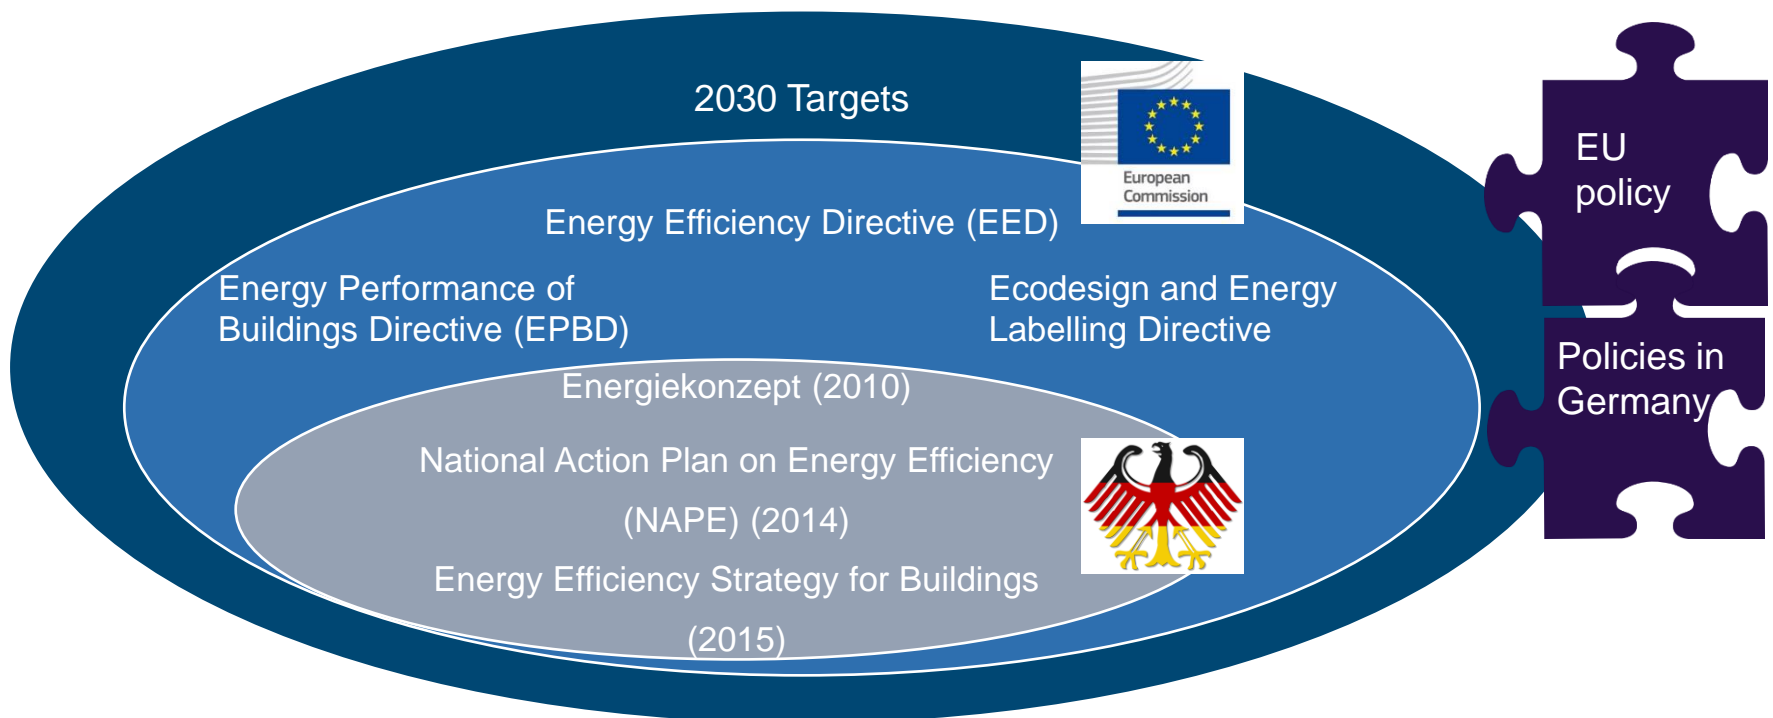 2030 Targets
European
Commission
Energy Efficiency Directive (EED)
Energy Performance of
Buildings Directive (EPBD)
Ecodesign and Energy
Labelling Directive
Energiekonzept (2010)
National Action Plan on Energy Efficiency
(NAPE) (2014)
Energy Efficiency Strategy for Buildings
(2015)
EU
policy
Policies in
Germany